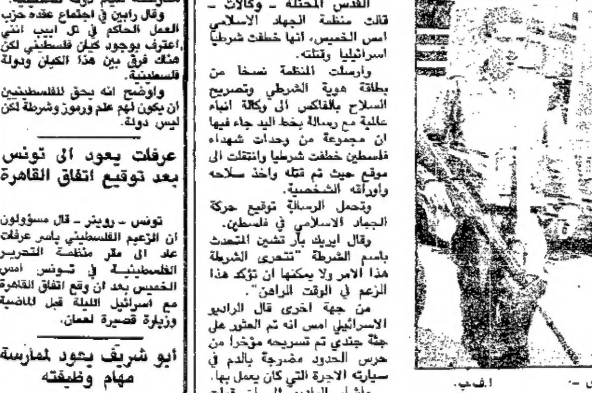 القدس المحتلة - وكالات -
قالت منظمة الجهاد الاسلامي
امس الخميس، انها خطفت شرطيا
اسرائيليا وقتلته.
وارسلت المنظمة نسخا عن
بطاقة هوية الشرطي وتصريح
السلاح بالفاكس الى وكالة انباء
عالمية مع رسالة بخط اليد جاء فيها
ان مجموعة من وحدات شهداء
فلسطين خطفت شرطيا وانتقلت الى
موقع حيث تم قتله واخذ سلاحه
واوراقه الشخصية.
وتحمل الرسالة توقيع حركة
الجهاد الاسلامي في فلسطين.
وقال ايريك بار تشين المتحدث
باسم الشرطة "تتحرى الشرطة
هذا الامر ولا يمكنها ان تؤكد هذا
الزعم في الوقت الراهن".
من جهة اخرى قال الراديو
الاسرائيلي امس انه تم العثور على
جثة جندي تم تسريحه مؤخرا من
حرس الحدود مضرجة بالدم في
سيارته الاجرة التي كان يعمل بها.
وقال رابين في اجتماع عقده حزب
العمل الحاكم في تل ابيب انني
اعترف بوجود كيان فلسطيني لكن
هناك فرق بين هذا الكيان ودولة
فلسطينية.
واوضح انه يحق للفلسطينيين
ان يكون لهم علم ورموز وشرطة لكن
ليس دولة.
عرفات يعود الى تونس
بعد توقيع اتفاق القاهرة
تونس - رويتر - قال مسؤولون
ان الزعيم الفلسطيني ياسر عرفات
عاد الى مقر منظمة التحرير
الفلسطينية في تونس امس
الخميس بعد ان وقع اتفاق القاهرة
مع اسرائيل الليلة قبل الماضية
وزيارة قصيرة لعمان.
أبو شريف يعود لممارسة
مهام وظيفته
ا.ف.ب.